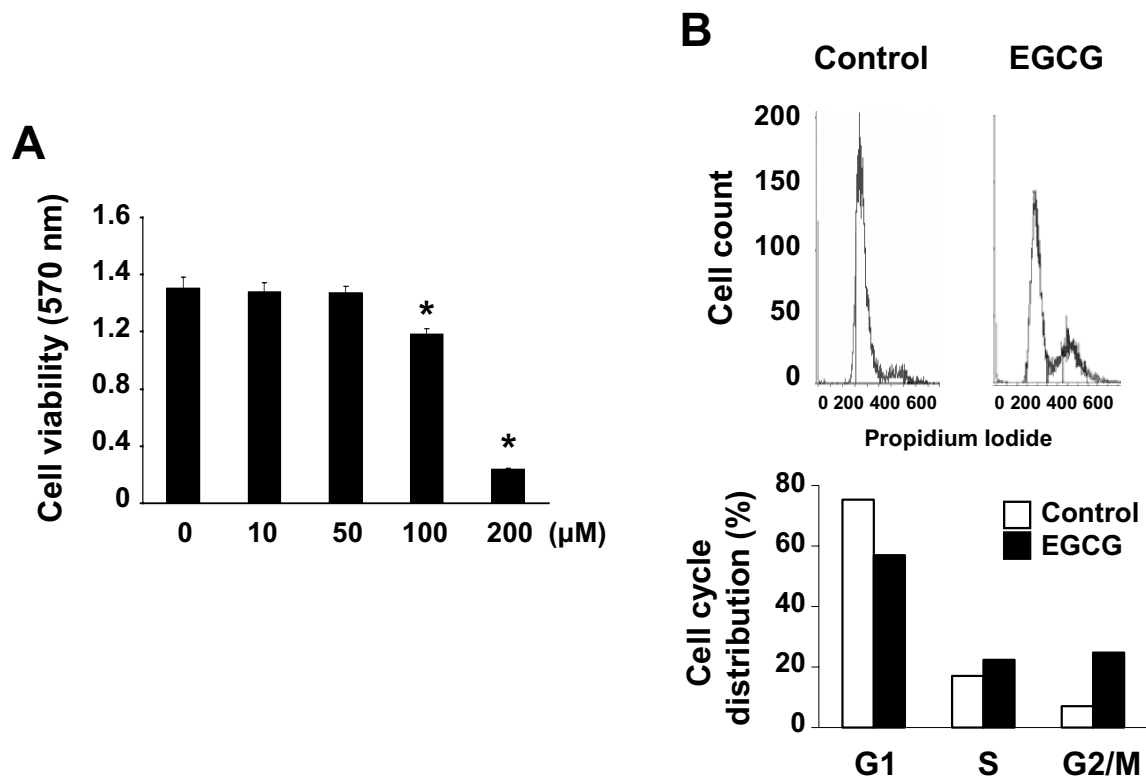 A
Cell viability (570 nm)
1.6
1.4
1.2
0.8
0.4
0
*
*
0 10 50 100 200 (µM)
B
Control EGCG
Cell count
200
150
100
50
0
0 200 400 600 0 200 400 600
Propidium Iodide
Cell cycle
distribution (%)
80
60
40
20
0
Control
EGCG
G1 S G2/M